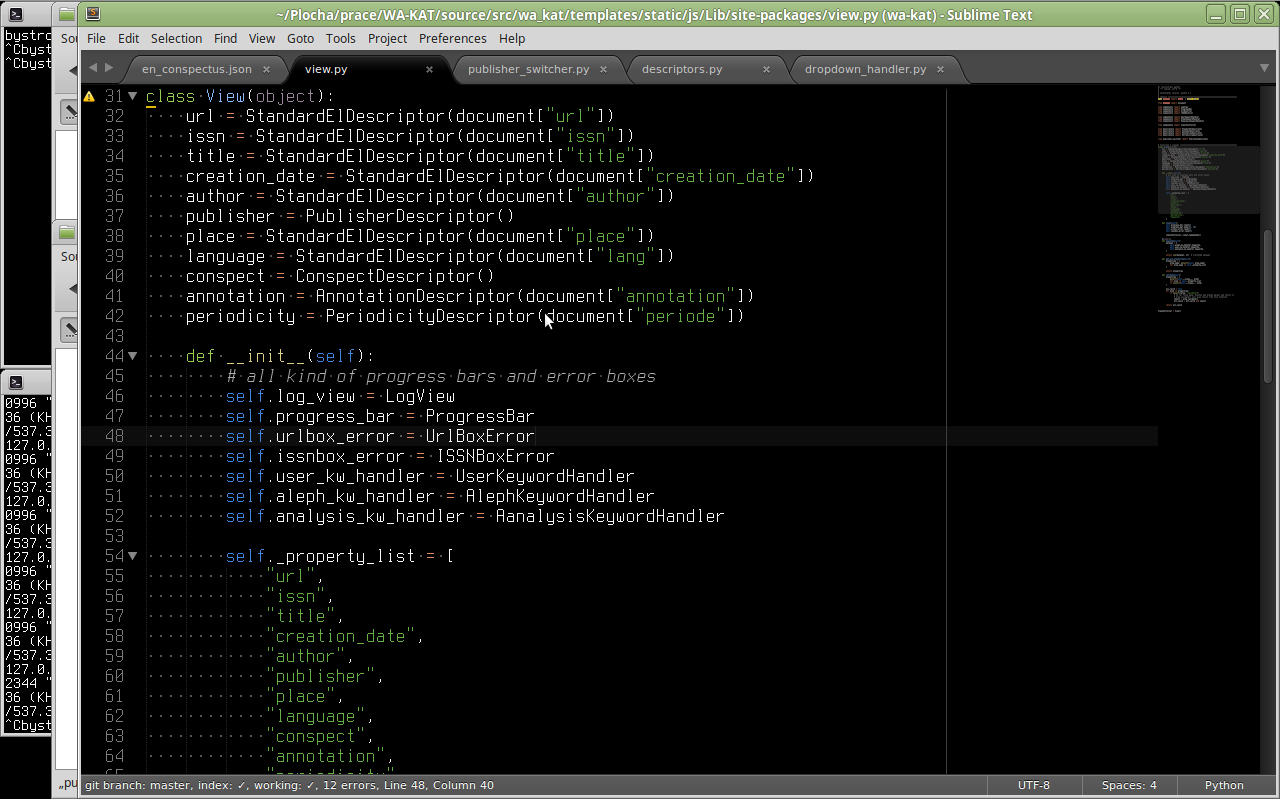 ~/Plocha/prace/WA-KAT/source/src/wa_kat/templates/static/js/Lib/site-packages/view.py (wa-kat) - Sublime Text
File Edit Selection Find View Goto Tools Project Preferences Help
en_conspectus.json × view.py × publisher_switcher.py × descriptors.py × dropdown_handler.py ×
31 class View(object):
32 url = StandardElDescriptor(document["url"])
33 issn = StandardElDescriptor(document["issn"])
34 title = StandardElDescriptor(document["title"])
35 creation_date = StandardElDescriptor(document["creation_date"])
36 author = StandardElDescriptor(document["author"])
37 publisher = PublisherDescriptor()
38 place = StandardElDescriptor(document["place"])
39 language = StandardElDescriptor(document["lang"])
40 conspect = ConspectDescriptor()
41 annotation = AnnotationDescriptor(document["annotation"])
42 periodicity = PeriodicityDescriptor(document["periode"])
43
44 def __init__(self):
45 # all kind of progress bars and error boxes
46 self.log_view = LogView
47 self.progress_bar = ProgressBar
48 self.urlbox_error = UrlBoxError
49 self.issnbox_error = ISSNBoxError
50 self.user_kw_handler = UserKeywordHandler
51 self.aleph_kw_handler = AlephKeywordHandler
52 self.analysis_kw_handler = AanalysisKeywordHandler
53
54 self._property_list = [
55 "url",
56 "issn",
57 "title",
58 "creation_date",
59 "author",
60 "publisher",
61 "place",
62 "language",
63 "conspect",
64 "annotation",
git branch: master, index: ✓, working: ✓, 12 errors, Line 48, Column 40 UTF-8 Spaces: 4 Python
bystro
^Cbyst
^Cbyst
Sou
Sou
0996 "
36 (KH
/537.3
127.0.
0996 "
36 (KH
/537.3
127.0.
0996 "
36 (KH
/537.3
127.0.
0996 "
36 (KH
/537.3
127.0.
0996 "
36 (KH
/537.3
127.0.
2344 "
36 (KH
/537.3
^Cbyst
„pu